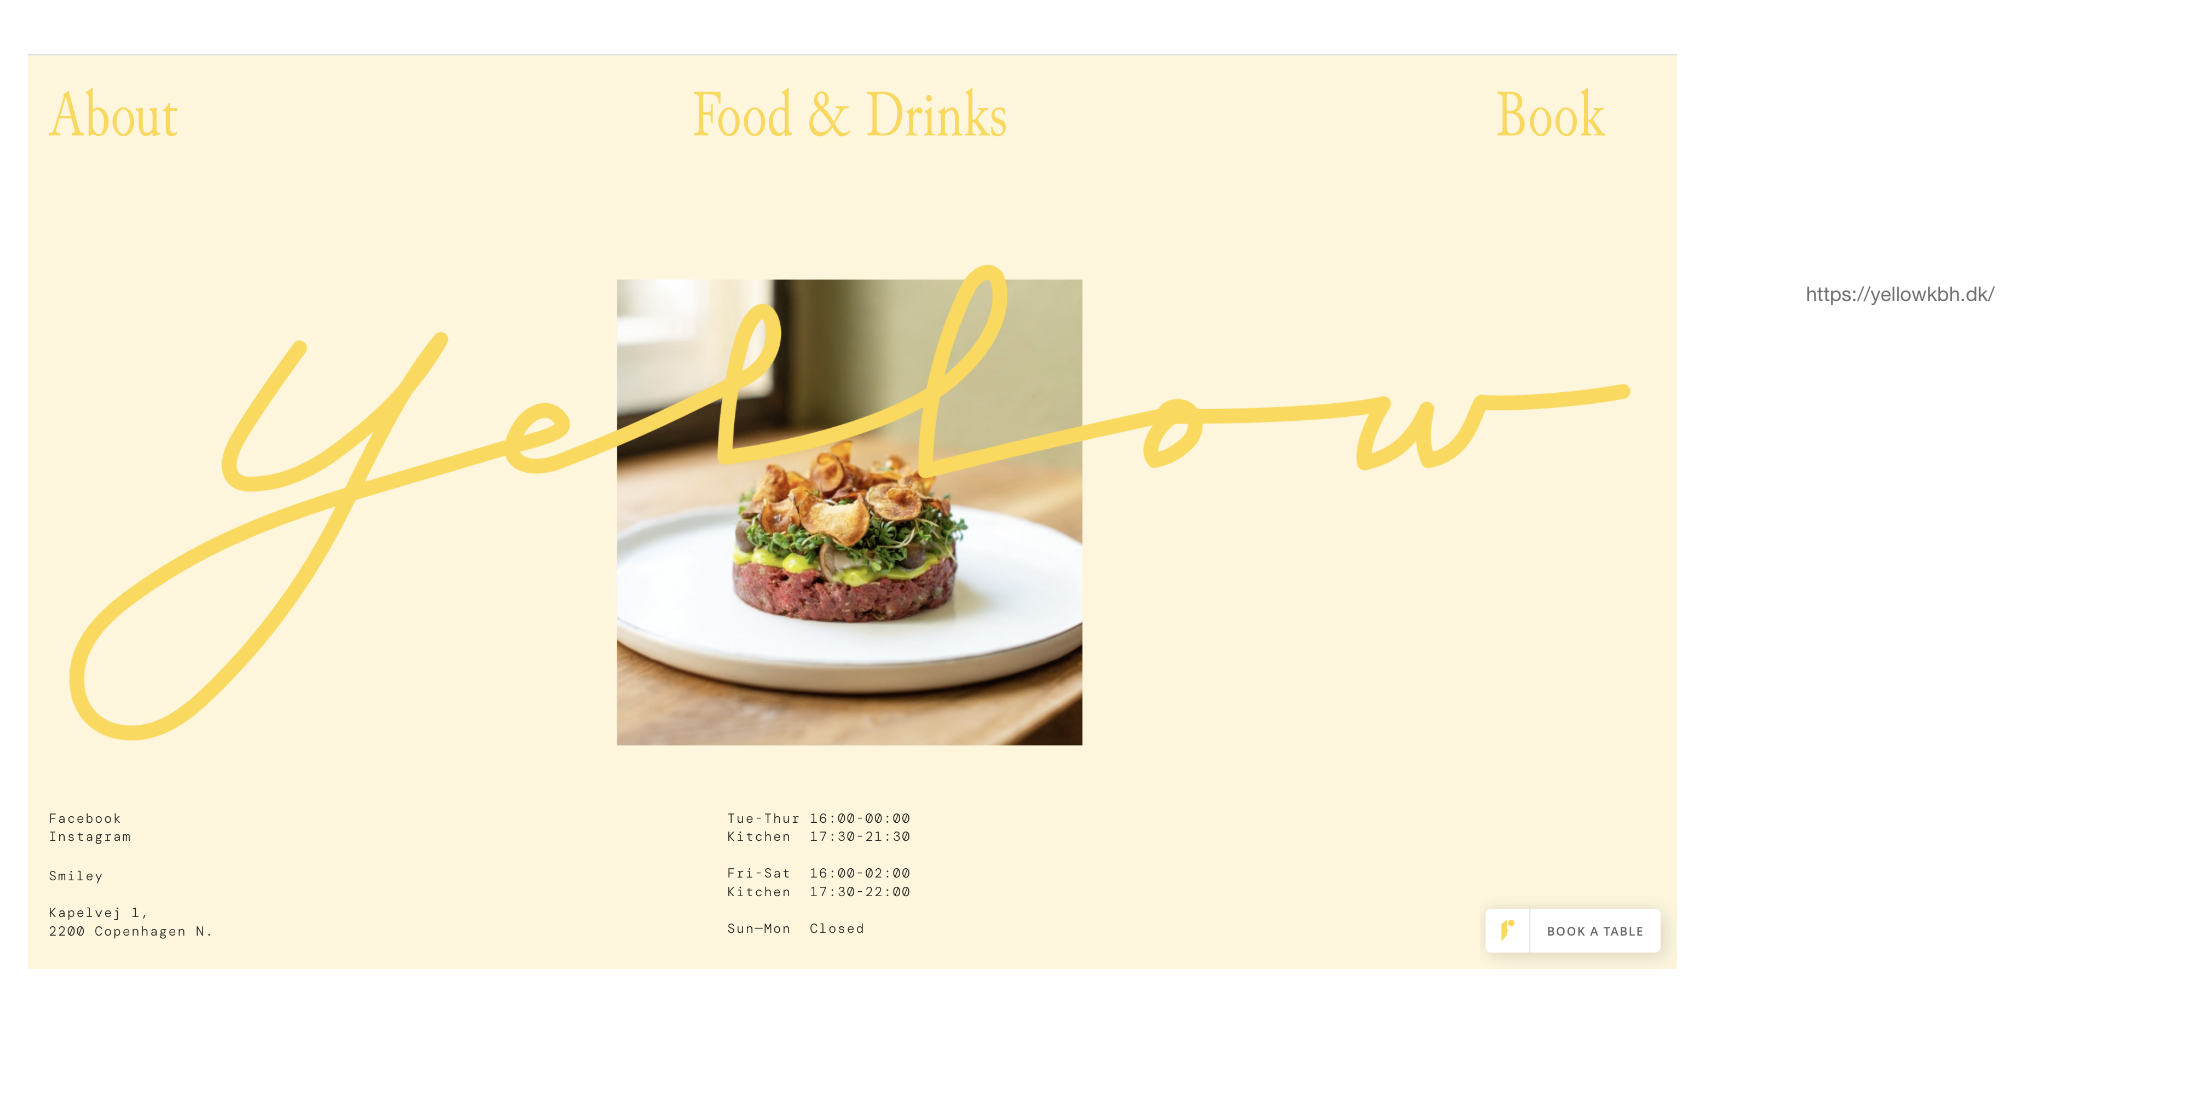 About
Food & Drinks
Book
yellow
https://yellowkbh.dk/
Facebook
Instagram
Smiley
Kapelvej 1,
2200 Copenhagen N.
Tue-Thur 16:00-00:00
Kitchen 17:30-21:30
Fri-Sat 16:00-02:00
Kitchen 17:30-22:00
Sun—Mon Closed
BOOK A TABLE